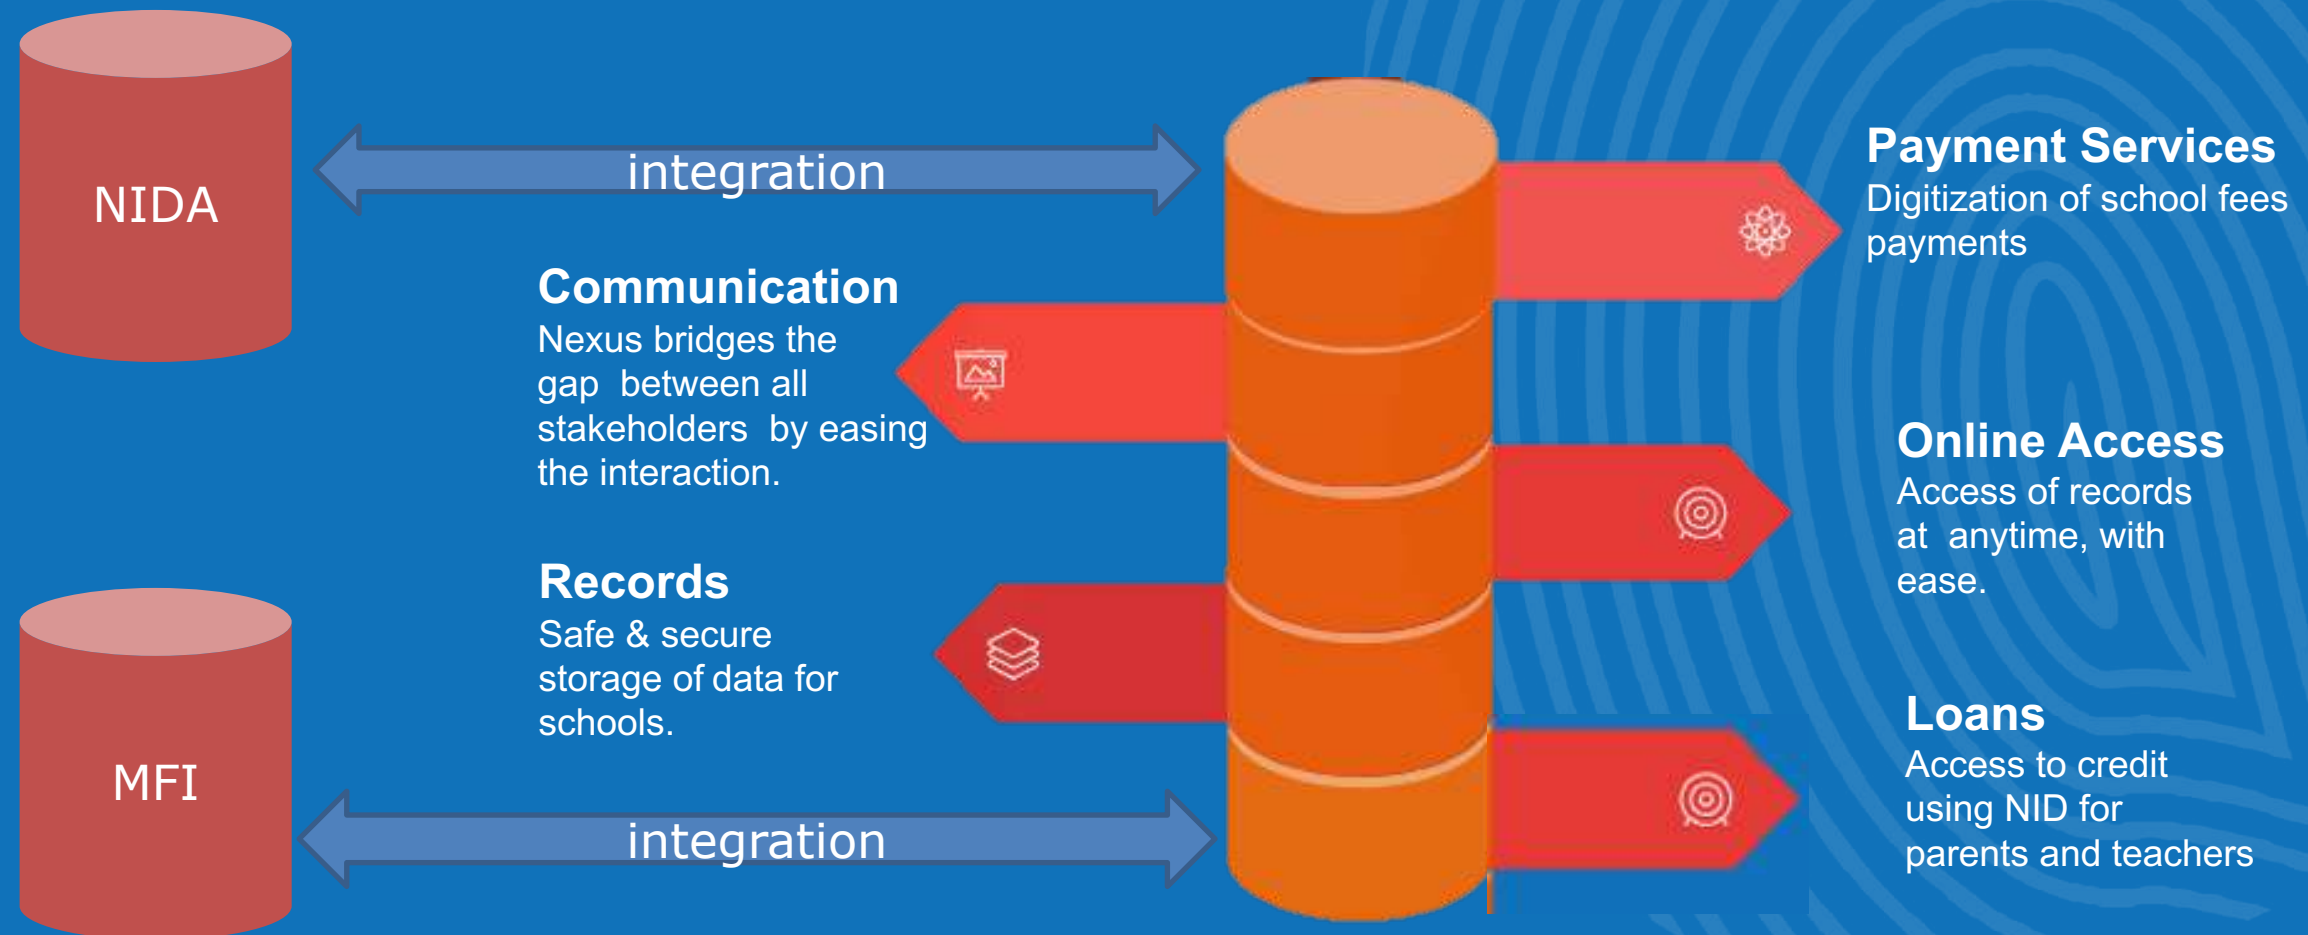 NIDA
integration
Communication
Nexus bridges the
gap between all
stakeholders by easing
the interaction.
Records
Safe & secure
storage of data for
schools.
MFI
integration
Payment Services
Digitization of school fees
payments
Online Access
Access of records
at anytime, with
ease.
Loans
Access to credit
using NID for
parents and teachers